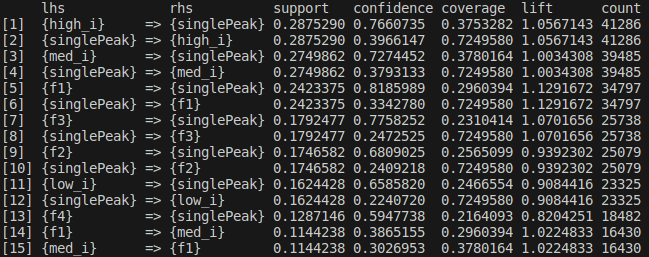 lhs rhs support confidence coverage lift count
[1] {high_i} => {singlePeak} 0.2875290 0.7660735 0.3753282 1.0567143 41286
[2] {singlePeak} => {high_i} 0.2875290 0.3966147 0.7249580 1.0567143 41286
[3] {med_i} => {singlePeak} 0.2749862 0.7274452 0.3780164 1.0034308 39485
[4] {singlePeak} => {med_i} 0.2749862 0.3793133 0.7249580 1.0034308 39485
[5] {f1} => {singlePeak} 0.2423375 0.8185989 0.2960394 1.1291672 34797
[6] {singlePeak} => {f1} 0.2423375 0.3342780 0.7249580 1.1291672 34797
[7] {f3} => {singlePeak} 0.1792477 0.7758252 0.2310414 1.0701656 25738
[8] {singlePeak} => {f3} 0.1792477 0.2472525 0.7249580 1.0701656 25738
[9] {f2} => {singlePeak} 0.1746582 0.6809025 0.2565099 0.9392302 25079
[10] {singlePeak} => {f2} 0.1746582 0.2409218 0.7249580 0.9392302 25079
[11] {low_i} => {singlePeak} 0.1624428 0.6585820 0.2466554 0.9084416 23325
[12] {singlePeak} => {low_i} 0.1624428 0.2240720 0.7249580 0.9084416 23325
[13] {f4} => {singlePeak} 0.1287146 0.5947738 0.2164093 0.8204251 18482
[14] {f1} => {med_i} 0.1144238 0.3865155 0.2960394 1.0224833 16430
[15] {med_i} => {f1} 0.1144238 0.3026953 0.3780164 1.0224833 16430